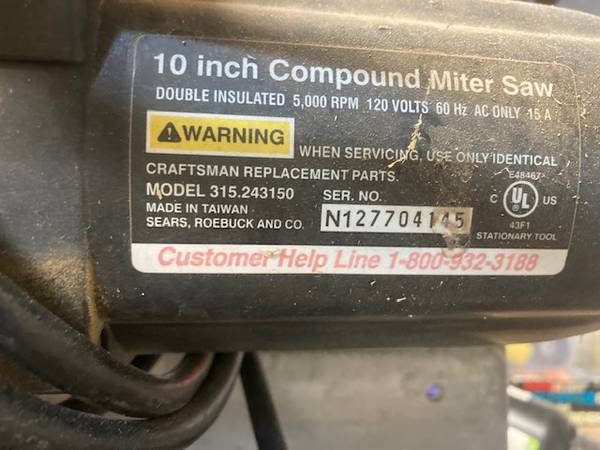 10 inch Compound Miter Saw
DOUBLE INSULATED 5,000 RPM 120 VOLTS 60 Hz AC ONLY 15 A
WARNING
WHEN SERVICING, USE ONLY IDENTICAL
CRAFTSMAN REPLACEMENT PARTS.
MODEL 315.243150 SER. NO.
MADE IN TAIWAN
SEARS, ROEBUCK AND CO.
N127704145
E48467
C UL US
43F1
STATIONARY TOOL
Customer Help Line 1-800-932-3188